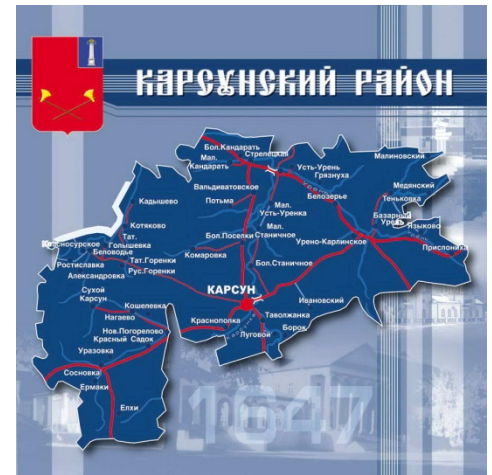 КАРСУНСКИЙ РАЙОН
Бол.Кандарать
Стрелецкая
Мал.
Кандарать
Усть-Урень
Грязнуха
Малиновский
Вальдиватовское
Потьма
Белозерье
Медянский
Теньковка
Кадышево
Мал.
Усть-Уренка
Базарный
Урень
Языково
Котяково
Мал.
Станичное
Тат.
Голышевка
Бол.Поселки
Урено-Карлинское
Прислониха
Красносурское
Беловодье
Комаровка
Бол.Станичное
Ростиславка
Тат.Горенки
Александровка
Рус.Горенки
Сухой
Карсун
КАРСУН
Кошелевка
Ивановский
Нагаево
Краснополка
Таволжанка
Нов.Погорелово
Борок
Красный Садок
Луговой
Уразовка
Сосновка
Ермаки
Елхи
1647